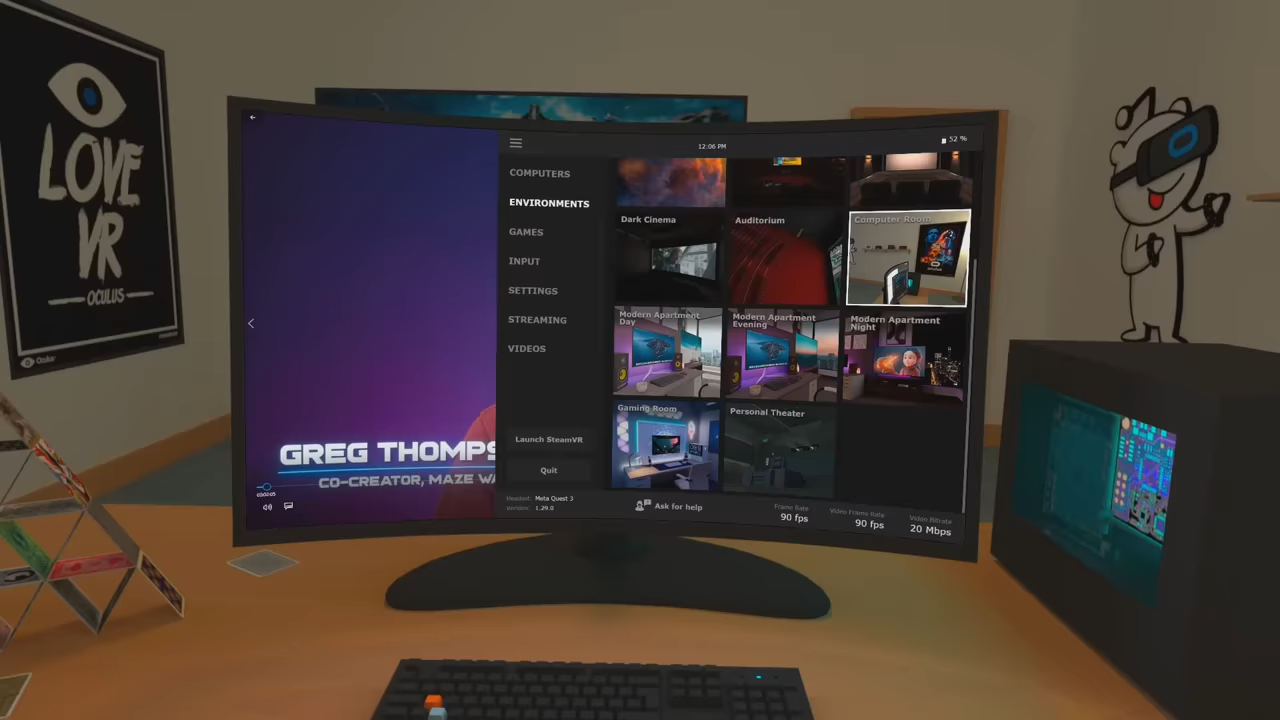 LOVE
VR
OCULUS
GREG THOMPS
CO-CREATOR, MAZE WA
12:06 PM
52 %
COMPUTERS
ENVIRONMENTS
GAMES
INPUT
SETTINGS
STREAMING
VIDEOS
Launch SteamVR
Quit
Dark Cinema
Auditorium
Computer Room
Modern Apartment
Day
Modern Apartment
Evening
Modern Apartment
Night
Gaming Room
Personal Theater
Headset: Meta Quest 3
Version: 1.29.0
Ask for help
Frame Rate
90 fps
Video Frame Rate
90 fps
Video Bitrate
20 Mbps